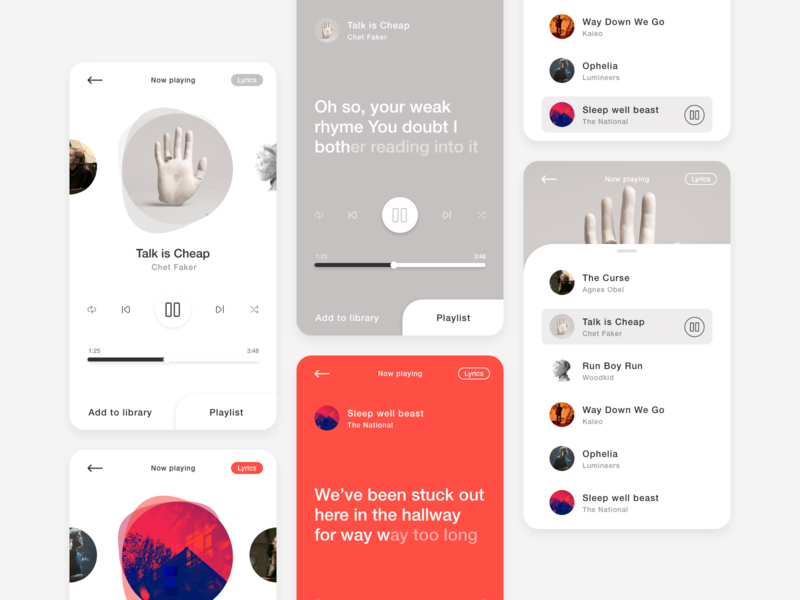 Now playing
Lyrics
Talk is Cheap
Chet Faker
1:25
3:48
Add to library
Playlist
Now playing
Lyrics
Talk is Cheap
Chet Faker
Oh so, your weak
rhyme You doubt I
bother reading into it
1:25
3:48
Add to library
Playlist
Now playing
Lyrics
Sleep well beast
The National
We've been stuck out
here in the hallway
for way way too long
Way Down We Go
Kaleo
Ophelia
Lumineers
Sleep well beast
The National
Now playing
Lyrics
The Curse
Agnes Obel
Talk is Cheap
Chet Faker
Run Boy Run
Woodkid
Way Down We Go
Kaleo
Ophelia
Lumineers
Sleep well beast
The National